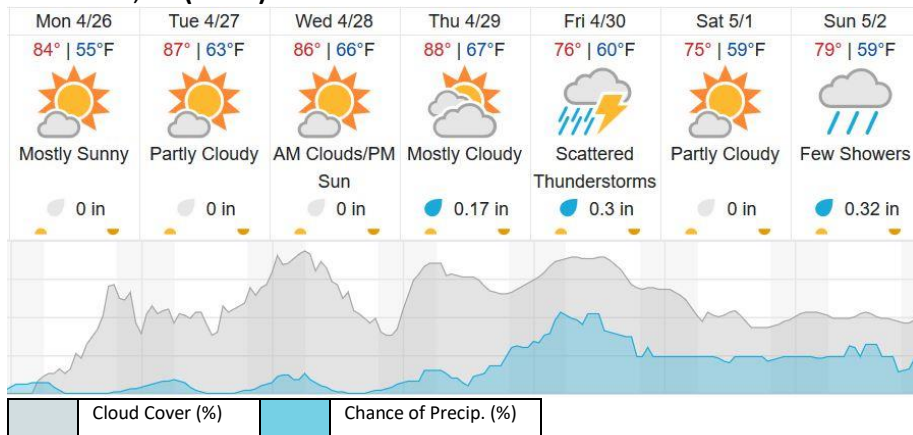 Mon 4/26 Tue 4/27 Wed 4/28 Thu 4/29 Fri 4/30 Sat 5/1 Sun 5/2
84° | 55°F 87° | 63°F 86° | 66°F 88° | 67°F 76° | 60°F 75° | 59°F 79° | 59°F
Mostly Sunny Partly Cloudy AM Clouds/PM Mostly Cloudy Scattered Partly Cloudy Few Showers
Sun Thunderstorms
0 in 0 in 0 in 0.17 in 0.3 in 0 in 0.32 in
Cloud Cover (%) Chance of Precip. (%)